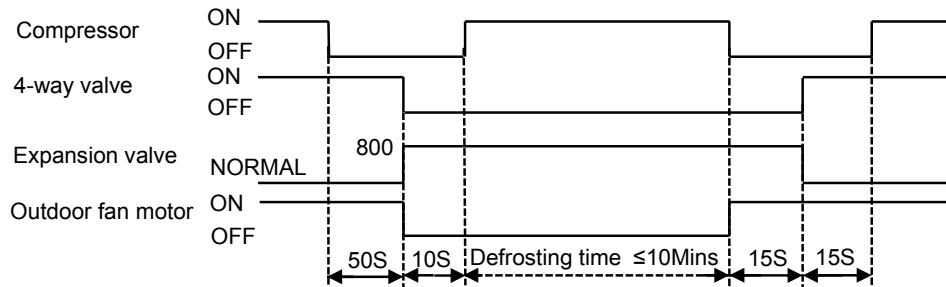 Compressor
ON
OFF
4-way valve
ON
OFF
Expansion valve
800
NORMAL
Outdoor fan motor
ON
OFF
50S 10S Defrosting time ≤10Mins 15S 15S